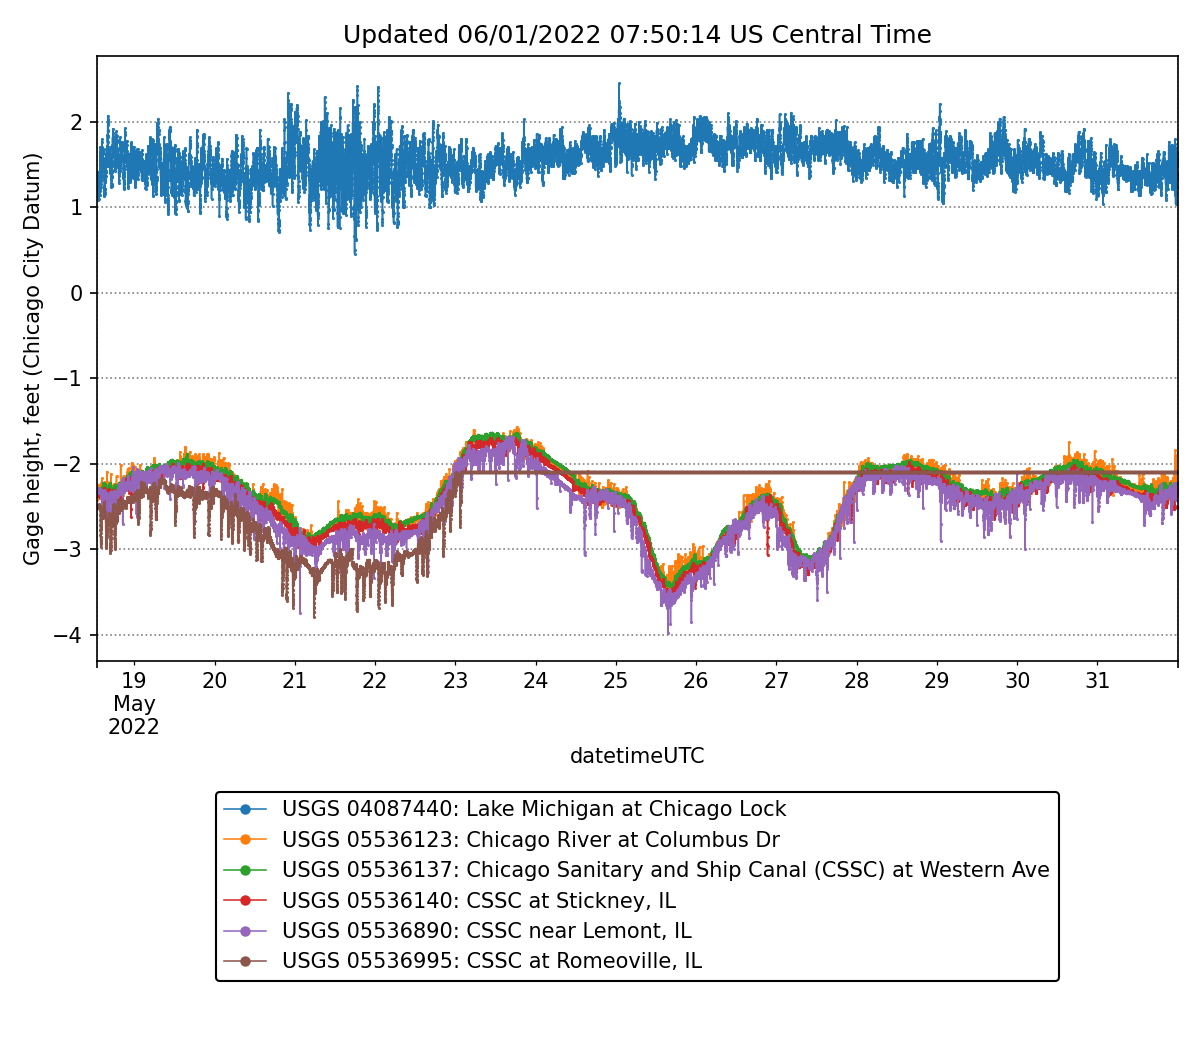 Updated 06/01/2022 07:50:14 US Central Time
Gage height, feet (Chicago City Datum)
2
1
0
−1
−2
−3
−4
19 20 21 22 23 24 25 26 27 28 29 30 31
May
2022
datetimeUTC
USGS 04087440: Lake Michigan at Chicago Lock
USGS 05536123: Chicago River at Columbus Dr
USGS 05536137: Chicago Sanitary and Ship Canal (CSSC) at Western Ave
USGS 05536140: CSSC at Stickney, IL
USGS 05536890: CSSC near Lemont, IL
USGS 05536995: CSSC at Romeoville, IL